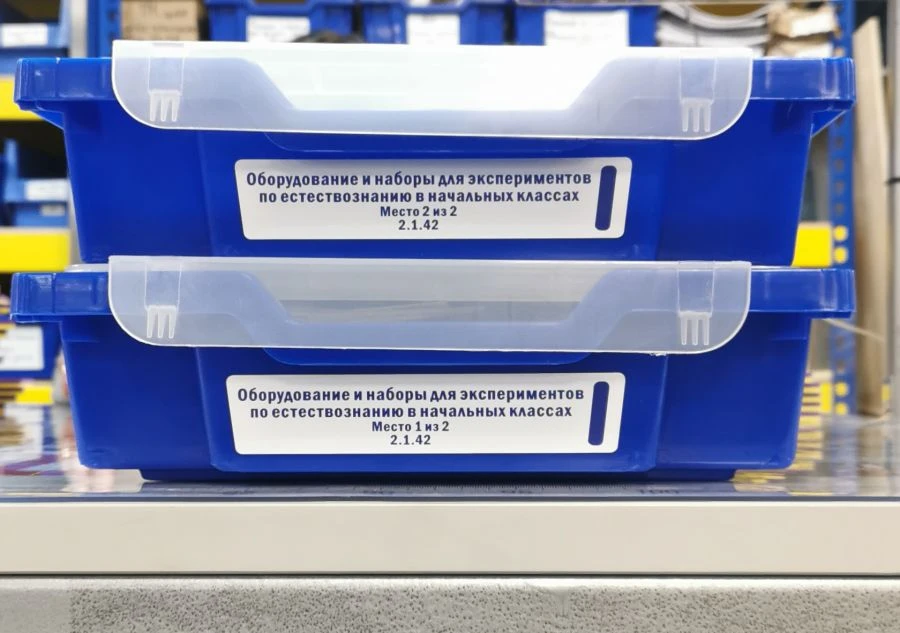 Оборудование и наборы для экспериментов
по естествознанию в начальных классах
Место 2 из 2
2.1.42
Оборудование и наборы для экспериментов
по естествознанию в начальных классах
Место 1 из 2
2.1.42